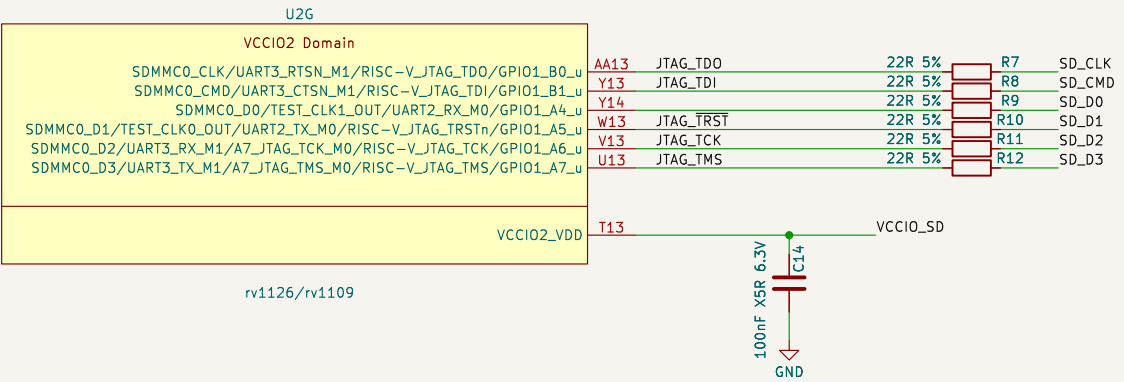 U2G
VCCIO2 Domain
SDMMC0_CLK/UART3_RTSN_M1/RISC-V_JTAG_TDO/GPIO1_B0_u AA13 JTAG_TDO 22R 5% R7 SD_CLK
SDMMC0_CMD/UART3_CTSN_M1/RISC-V_JTAG_TDI/GPIO1_B1_u Y13 JTAG_TDI 22R 5% R8 SD_CMD
SDMMC0_D0/TEST_CLK1_OUT/UART2_RX_M0/GPIO1_A4_u Y14 22R 5% R9 SD_D0
SDMMC0_D1/TEST_CLK0_OUT/UART2_TX_M0/RISC-V_JTAG_TRSTn/GPIO1_A5_u W13 JTAG_TRST 22R 5% R10 SD_D1
SDMMC0_D2/UART3_RX_M1/A7_JTAG_TCK_M0/RISC-V_JTAG_TCK/GPIO1_A6_u V13 JTAG_TCK 22R 5% R11 SD_D2
SDMMC0_D3/UART3_TX_M1/A7_JTAG_TMS_M0/RISC-V_JTAG_TMS/GPIO1_A7_u U13 JTAG_TMS 22R 5% R12 SD_D3
VCCIO2_VDD T13 VCCIO_SD
100nF X5R 6.3V
C14
rv1126/rv1109
GND